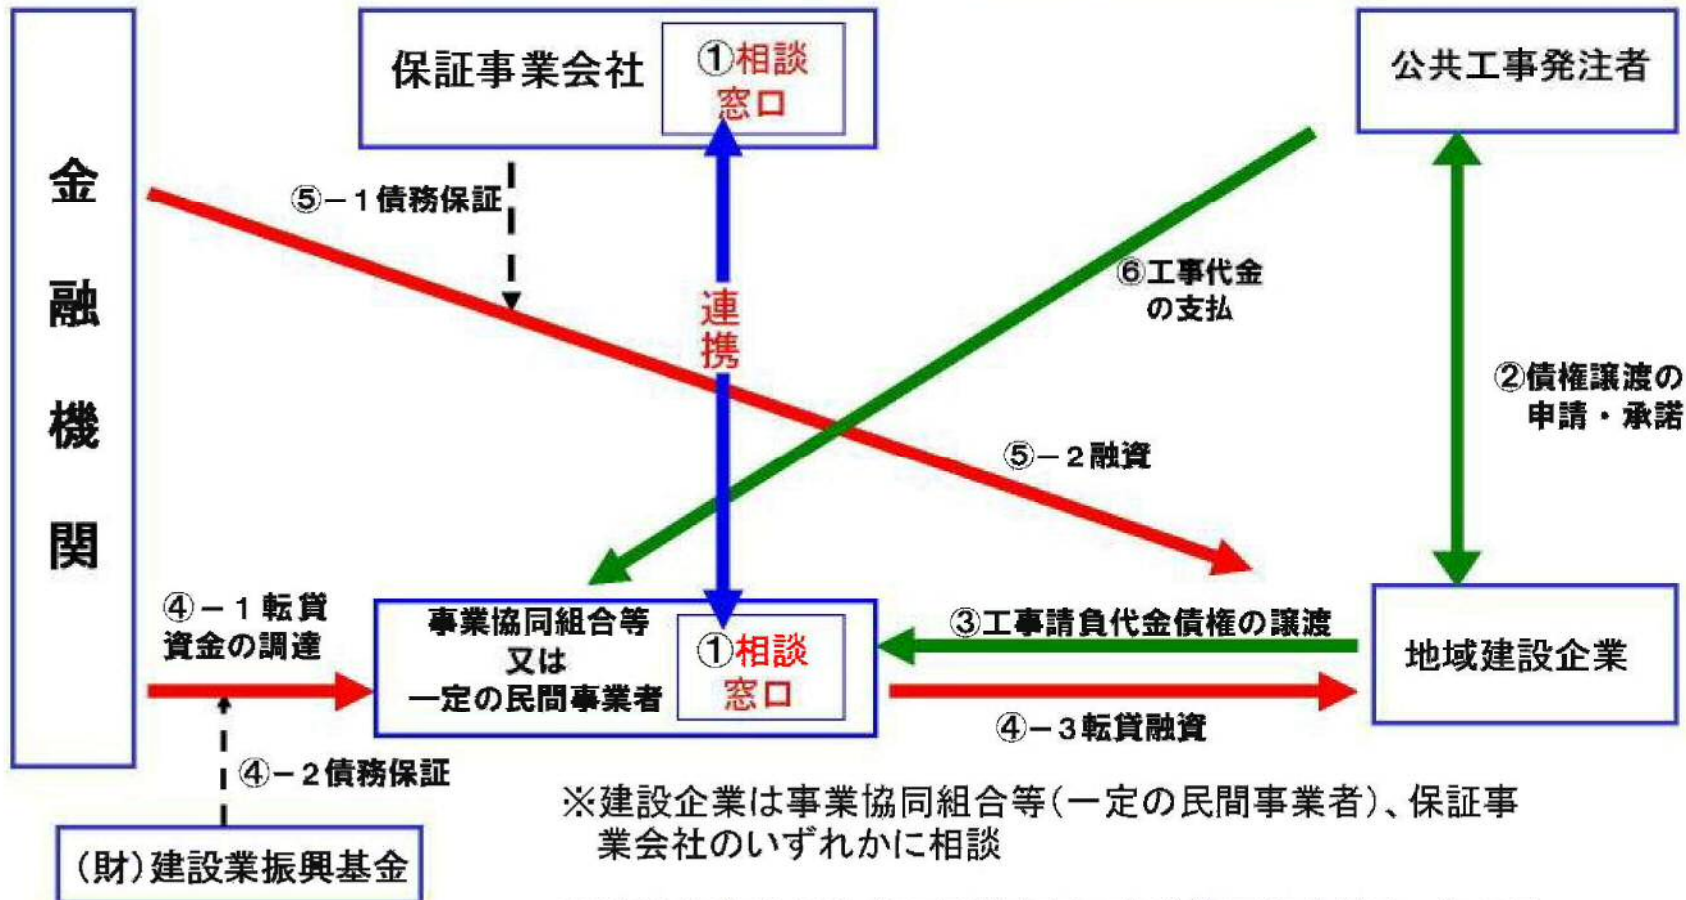 金融機関
保証事業会社
①相談
窓口
公共工事発注者
⑤－1債務保証
連携
⑥工事代金
の支払
②債権譲渡の
申請・承諾
⑤－2融資
④－1転貸
資金の調達
事業協同組合等
又は
一定の民間事業者
①相談
窓口
③工事請負代金債権の譲渡
地域建設企業
④－3転貸融資
④－2債務保証
(財)建設業振興基金
※建設企業は事業協同組合等(一定の民間事業者)、保証事
業会社のいずれかに相談